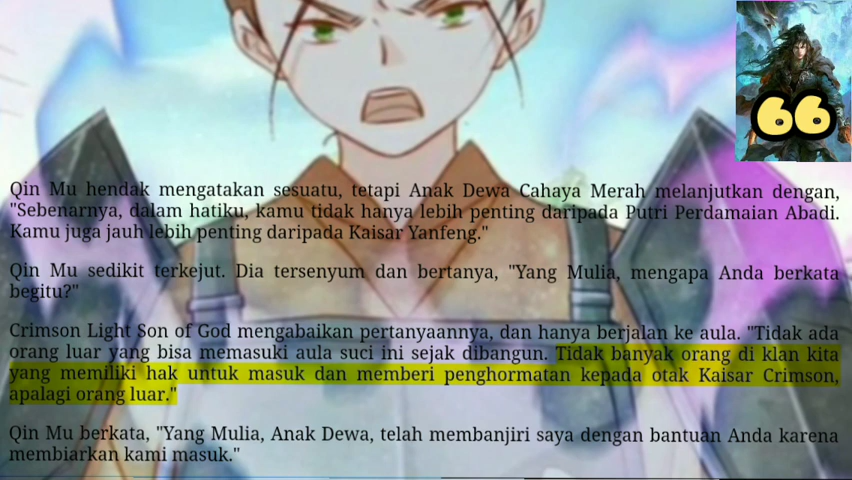 66
Qin Mu hendak mengatakan sesuatu, tetapi Anak Dewa Cahaya Merah melanjutkan dengan,
"Sebenarnya, dalam hatiku, kamu tidak hanya lebih penting daripada Putri Perdamaian Abadi.
Kamu juga jauh lebih penting daripada Kaisar Yanfeng."
Qin Mu sedikit terkejut. Dia tersenyum dan bertanya, "Yang Mulia, mengapa Anda berkata
begitu?"
Crimson Light Son of God mengabaikan pertanyaannya, dan hanya berjalan ke aula. "Tidak ada
orang luar yang bisa memasuki aula suci ini sejak dibangun. Tidak banyak orang di klan kita
yang memiliki hak untuk masuk dan memberi penghormatan kepada otak Kaisar Crimson,
apalagi orang luar."
Qin Mu berkata, "Yang Mulia, Anak Dewa, telah membanjiri saya dengan bantuan Anda karena
membiarkan kami masuk."